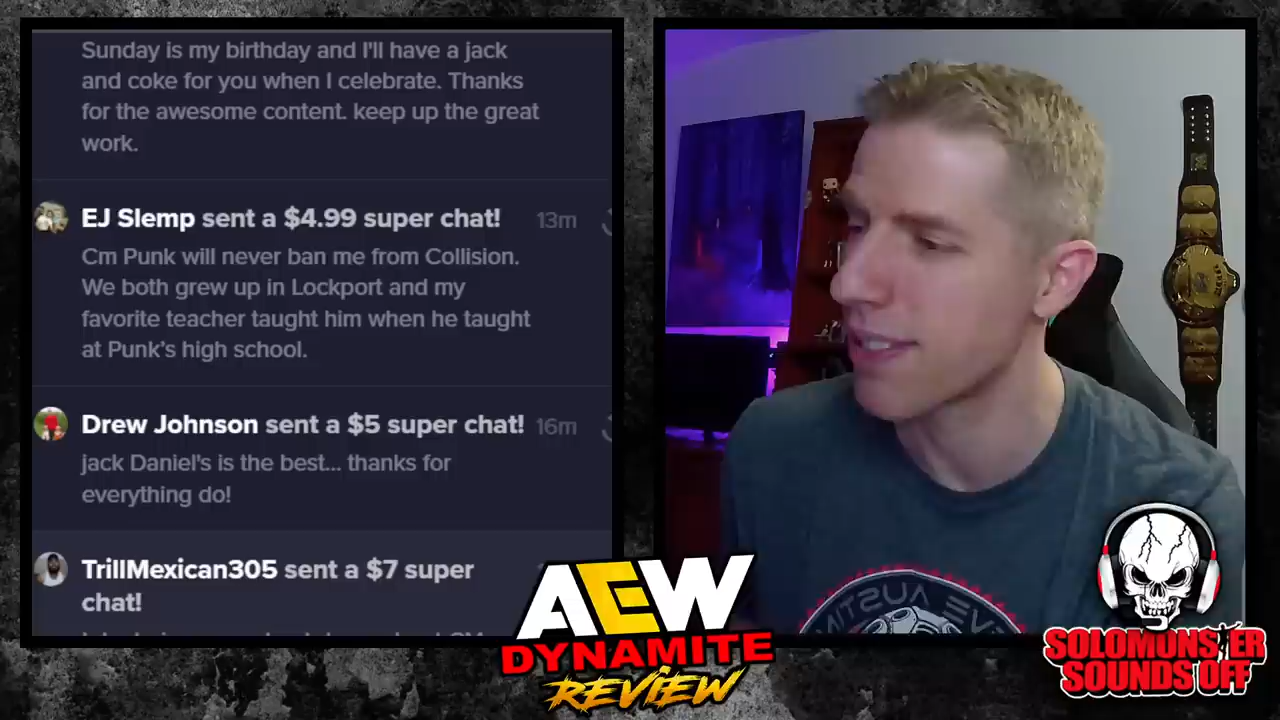 Sunday is my birthday and I'll have a jack
and coke for you when I celebrate. Thanks
for the awesome content. keep up the great
work.
EJ Slemp sent a $4.99 super chat! 13m
Cm Punk will never ban me from Collision.
We both grew up in Lockport and my
favorite teacher taught him when he taught
at Punk's high school.
Drew Johnson sent a $5 super chat! 16m
jack Daniel's is the best... thanks for
everything do!
TrillMexican305 sent a $7 super
chat!
AEW
DYNAMITE
REVIEW
SOLOMONSTER
SOUNDS OFF